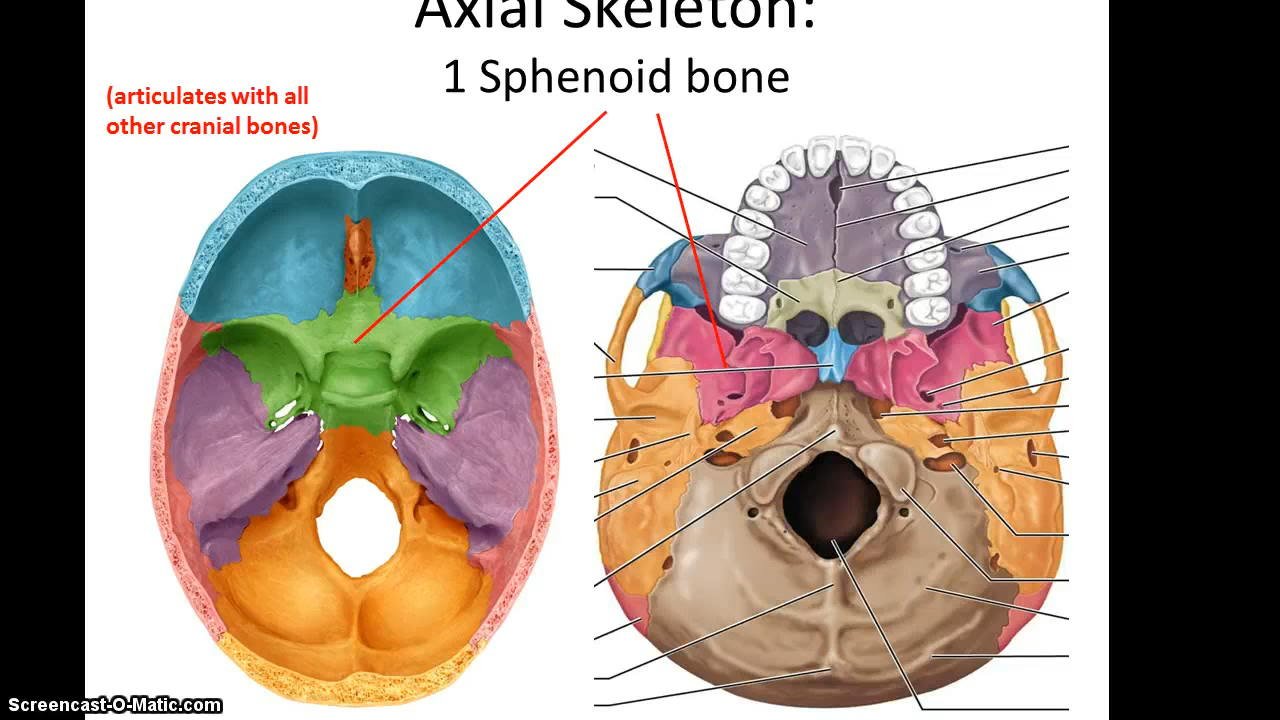 Axial Skeleton:
1 Sphenoid bone
(articulates with all
other cranial bones)
Screencast-O-Matic.com